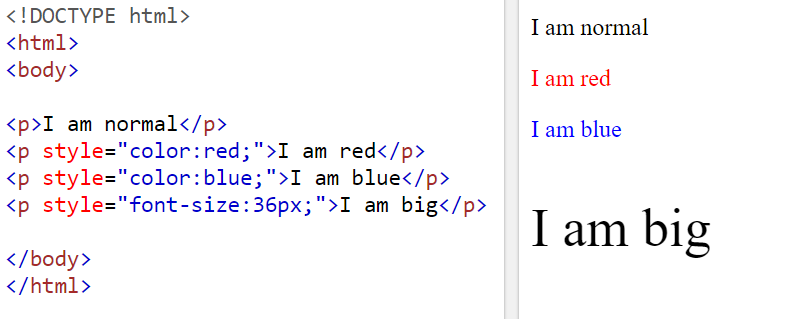 <!DOCTYPE html>
<html>
<body>
<p>I am normal</p>
<p style="color:red;">I am red</p>
<p style="color:blue;">I am blue</p>
<p style="font-size:36px;">I am big</p>
</body>
</html>
I am normal
I am red
I am blue
I am big